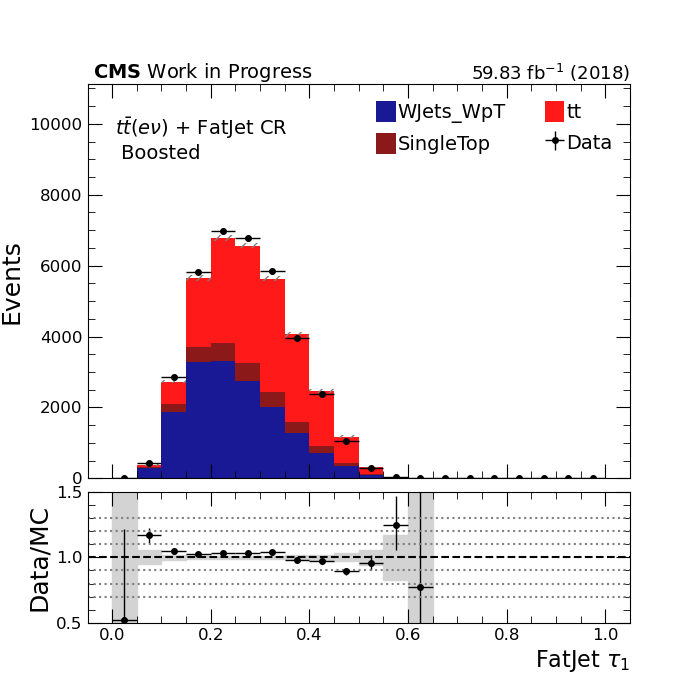 CMS Work in Progress 59.83 fb⁻¹ (2018)
tt̄(eν) + FatJet CR
Boosted
WJets_WpT tt
SingleTop Data
Events
10000
8000
6000
4000
2000
0
Data/MC
1.5
1.0
0.5
0.0 0.2 0.4 0.6 0.8 1.0
FatJet τ₁